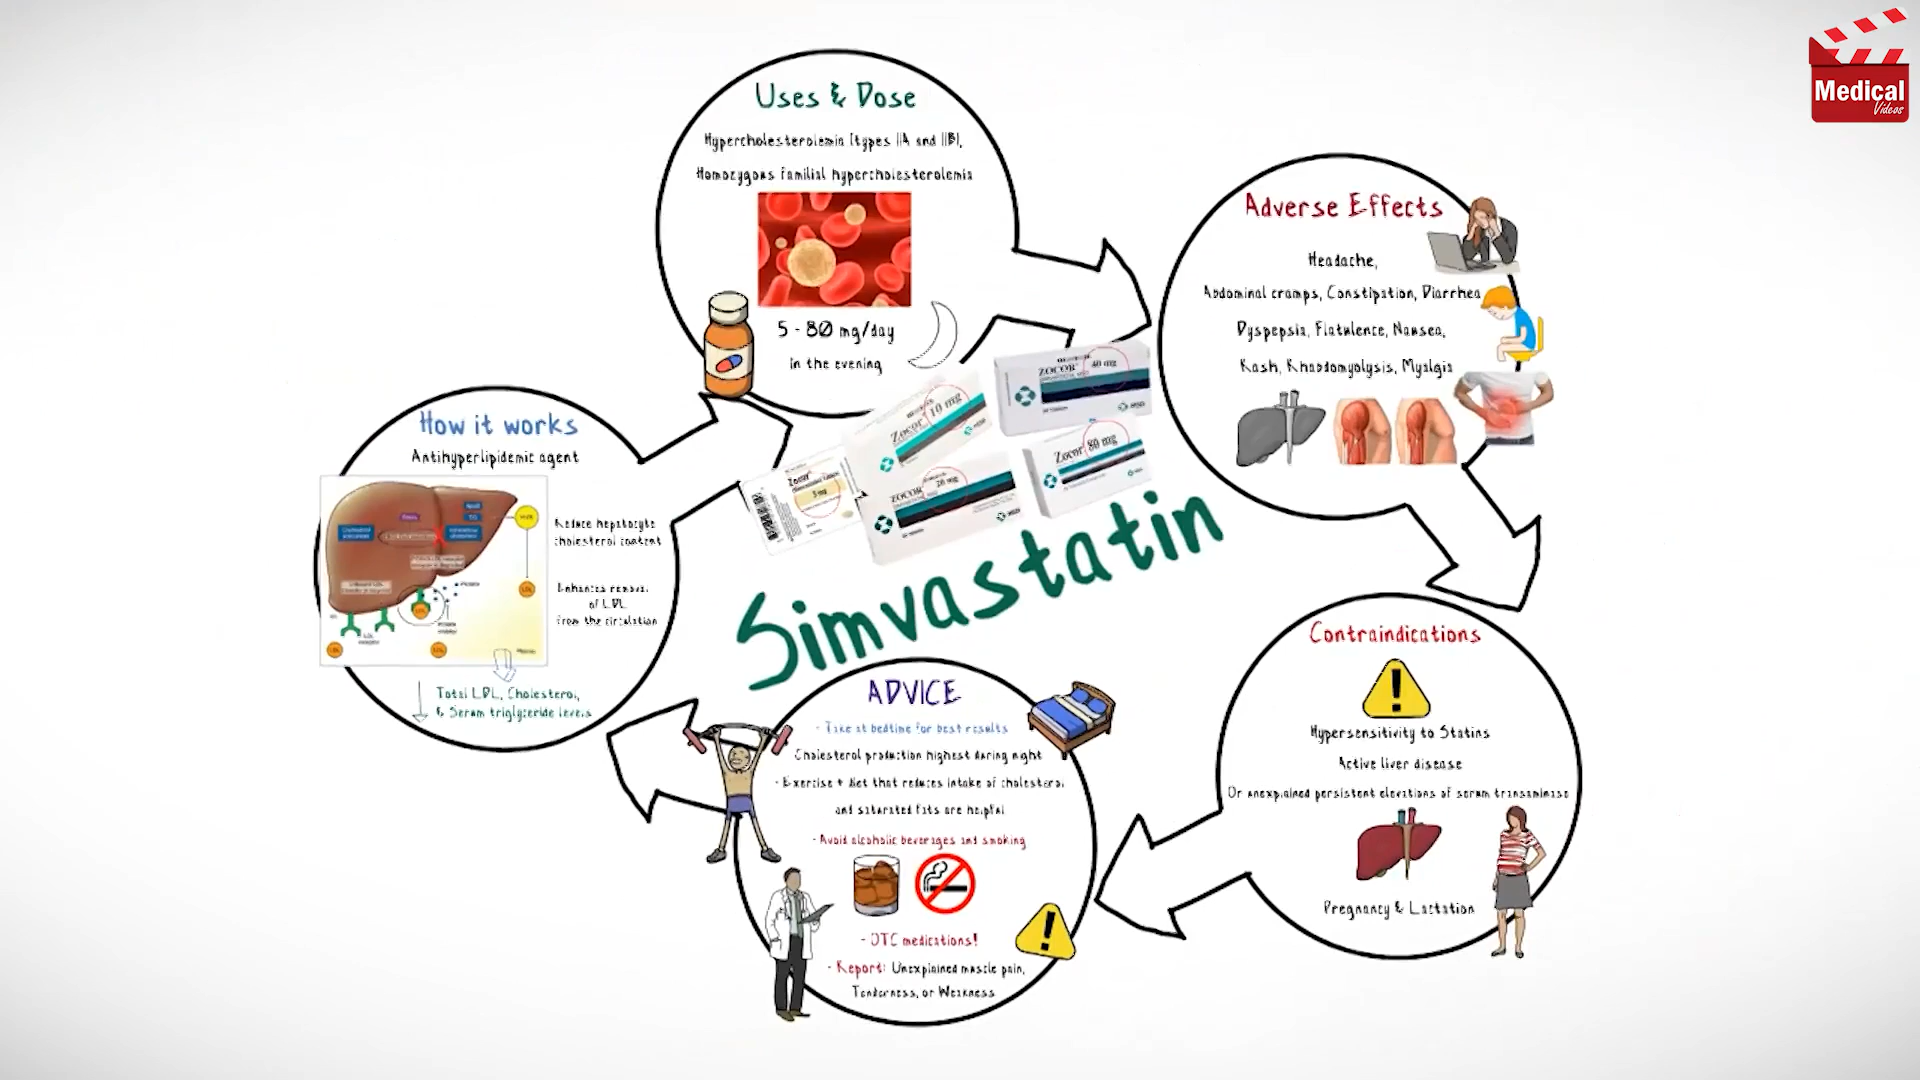 Medical
Videos
Uses & Dose
Hypercholesterolemia (types IIA and IIB),
Homozygous familial hypercholesterolemia
5 - 80 mg/day
in the evening
Adverse Effects
Headache,
Abdominal cramps, Constipation, Diarrhea
Dyspepsia, Flatulence, Nausea,
Rash, Rhabdomyolysis, Myalgia
How it works
Antihyperlipidemic agent
Reduce hepatocyte
cholesterol content
Enhances removal
of LDL
from the circulation
Total LDL, Cholesterol,
& Serum triglyceride levels
ZOCOR 40 mg
Zocor 10 mg
Zocor 80 mg
Zocor
5 mg
ZOCOR 20 mg
Simvastatin
Contraindications
Hypersensitivity to Statins
Active liver disease
Or unexplained persistent elevations of serum transaminase
Pregnancy & Lactation
ADVICE
- Take at bedtime for best results
Cholesterol production highest during night
- Exercise + diet that reduces intake of cholesterol
and saturated fats are helpful
- Avoid alcoholic beverages and smoking
- OTC medications!
- Report: Unexplained muscle pain,
Tenderness, or Weakness